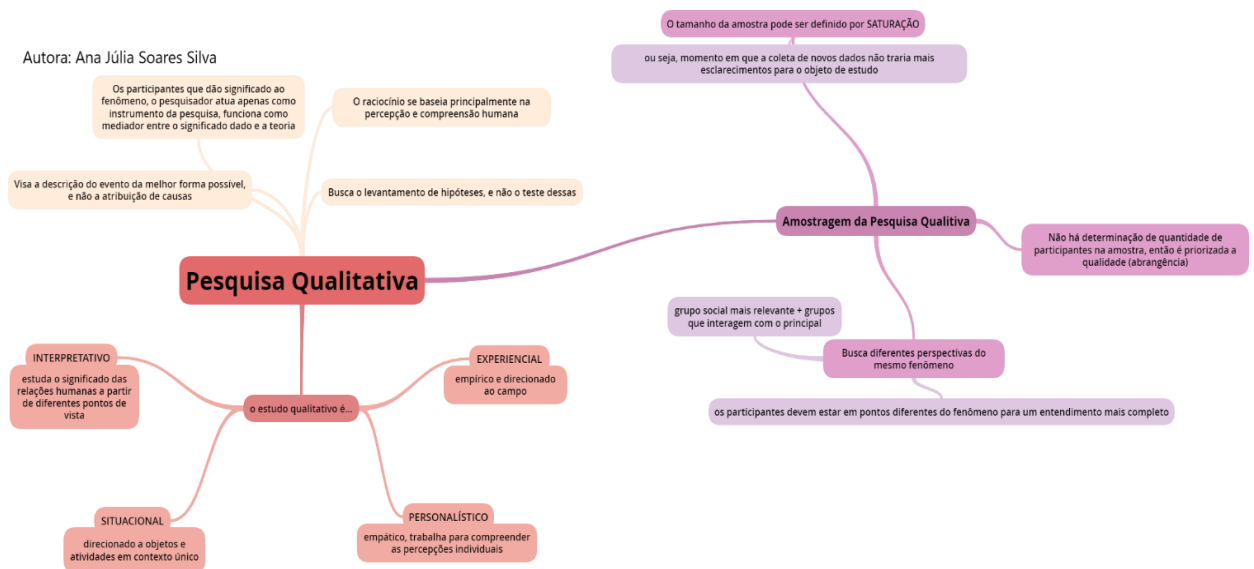 Autora: Ana Júlia Soares Silva
Os participantes que dão significado ao
fenômeno, o pesquisador atua apenas como
instrumento da pesquisa, funciona como
mediador entre o significado dado e a teoria
O raciocínio se baseia principalmente na
percepção e compreensão humana
Visa a descrição do evento da melhor forma possível,
e não a atribuição de causas
Busca o levantamento de hipóteses, e não o teste dessas
Pesquisa Qualitativa
o estudo qualitativo é...
INTERPRETATIVO
estuda o significado das
relações humanas a partir
de diferentes pontos de
vista
EXPERIENCIAL
empírico e direcionado
ao campo
SITUACIONAL
direcionado a objetos e
atividades em contexto único
PERSONALÍSTICO
empático, trabalha para compreender
as percepções individuais
O tamanho da amostra pode ser definido por SATURAÇÃO
ou seja, momento em que a coleta de novos dados não traria mais
esclarecimentos para o objeto de estudo
Amostragem da Pesquisa Qualitiva
Não há determinação de quantidade de
participantes na amostra, então é priorizada a
qualidade (abrangência)
grupo social mais relevante + grupos
que interagem com o principal
Busca diferentes perspectivas do
mesmo fenômeno
os participantes devem estar em pontos diferentes do fenômeno para um entendimento mais completo